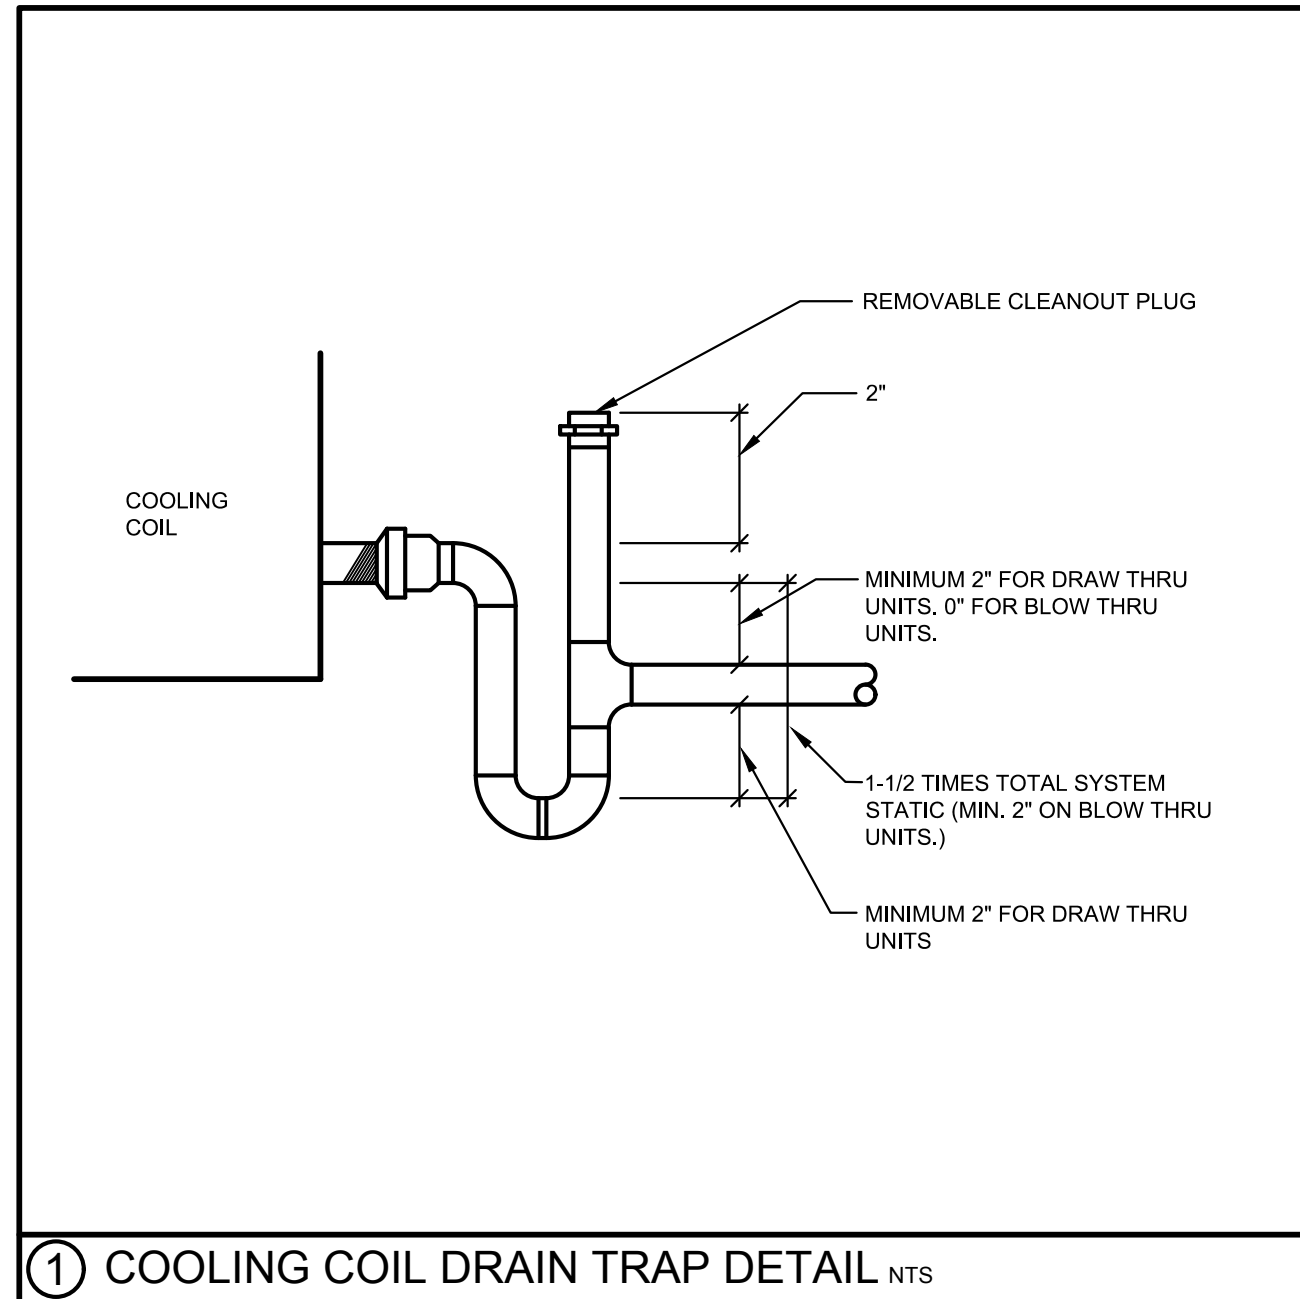 REMOVABLE CLEANOUT PLUG
2"
COOLING
COIL
MINIMUM 2" FOR DRAW THRU
UNITS. 0" FOR BLOW THRU
UNITS.
1-1/2 TIMES TOTAL SYSTEM
STATIC (MIN. 2" ON BLOW THRU
UNITS.)
MINIMUM 2" FOR DRAW THRU
UNITS
1 COOLING COIL DRAIN TRAP DETAIL NTS